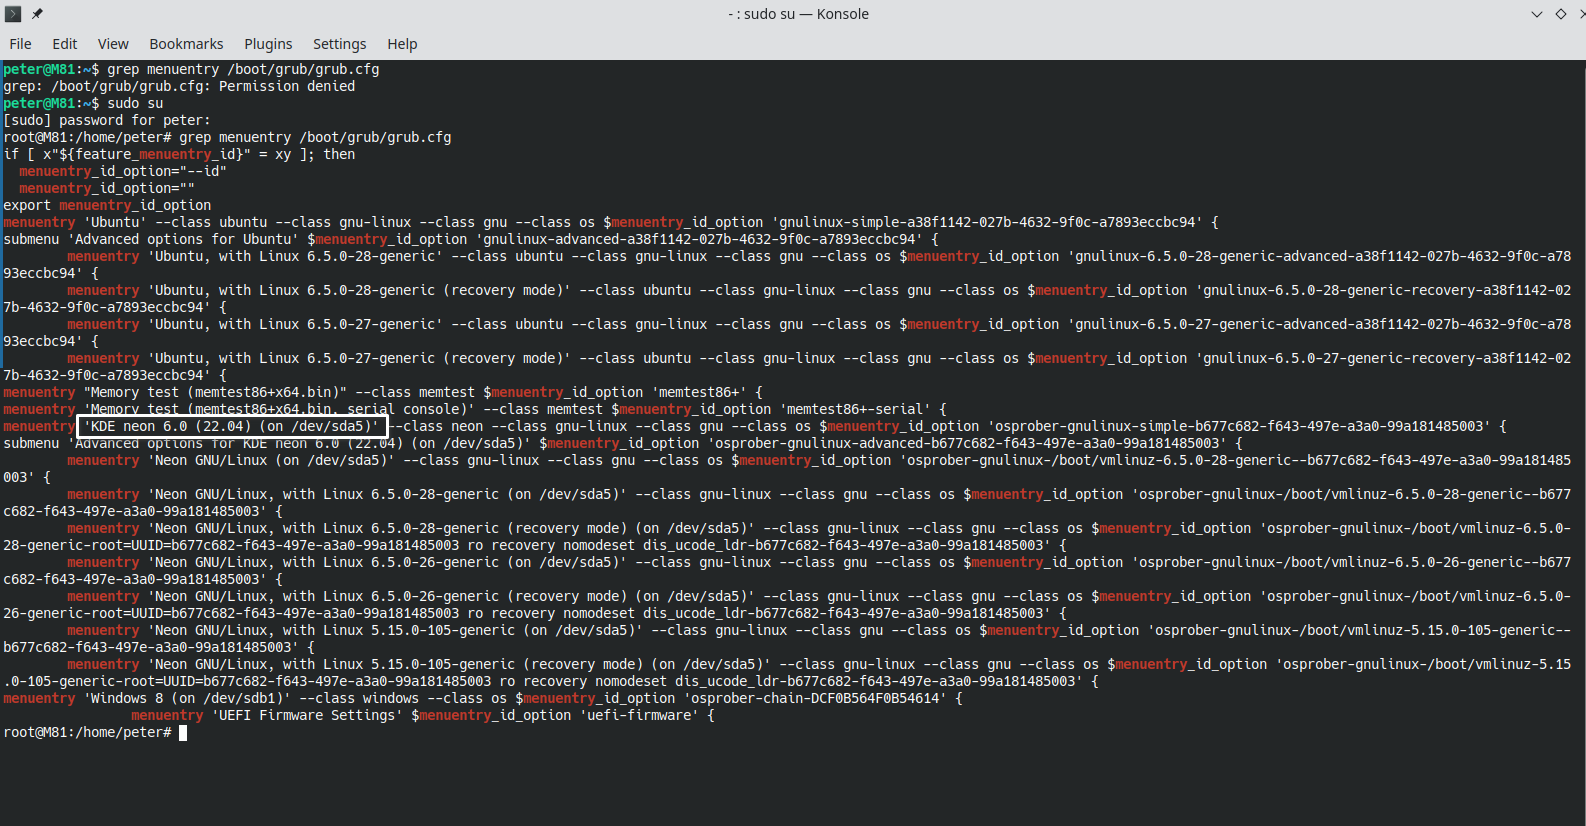 - : sudo su — Konsole
File Edit View Bookmarks Plugins Settings Help
peter@M81:~$ grep menuentry /boot/grub/grub.cfg
grep: /boot/grub/grub.cfg: Permission denied
peter@M81:~$ sudo su
[sudo] password for peter:
root@M81:/home/peter# grep menuentry /boot/grub/grub.cfg
if [ x"${feature_menuentry_id}" = xy ]; then
  menuentry_id_option="--id"
  menuentry_id_option=""
export menuentry_id_option
menuentry 'Ubuntu' --class ubuntu --class gnu-linux --class gnu --class os $menuentry_id_option 'gnulinux-simple-a38f1142-027b-4632-9f0c-a7893eccbc94' {
submenu 'Advanced options for Ubuntu' $menuentry_id_option 'gnulinux-advanced-a38f1142-027b-4632-9f0c-a7893eccbc94' {
        menuentry 'Ubuntu, with Linux 6.5.0-28-generic' --class ubuntu --class gnu-linux --class gnu --class os $menuentry_id_option 'gnulinux-6.5.0-28-generic-advanced-a38f1142-027b-4632-9f0c-a78
93eccbc94' {
        menuentry 'Ubuntu, with Linux 6.5.0-28-generic (recovery mode)' --class ubuntu --class gnu-linux --class gnu --class os $menuentry_id_option 'gnulinux-6.5.0-28-generic-recovery-a38f1142-02
7b-4632-9f0c-a7893eccbc94' {
        menuentry 'Ubuntu, with Linux 6.5.0-27-generic' --class ubuntu --class gnu-linux --class gnu --class os $menuentry_id_option 'gnulinux-6.5.0-27-generic-advanced-a38f1142-027b-4632-9f0c-a78
93eccbc94' {
        menuentry 'Ubuntu, with Linux 6.5.0-27-generic (recovery mode)' --class ubuntu --class gnu-linux --class gnu --class os $menuentry_id_option 'gnulinux-6.5.0-27-generic-recovery-a38f1142-02
7b-4632-9f0c-a7893eccbc94' {
menuentry "Memory test (memtest86+x64.bin)" --class memtest $menuentry_id_option 'memtest86+' {
menuentry 'Memory test (memtest86+x64.bin, serial console)' --class memtest $menuentry_id_option 'memtest86+-serial' {
menuentry 'KDE neon 6.0 (22.04) (on /dev/sda5)' --class neon --class gnu-linux --class gnu --class os $menuentry_id_option 'osprober-gnulinux-simple-b677c682-f643-497e-a3a0-99a181485003' {
submenu 'Advanced options for KDE neon 6.0 (22.04) (on /dev/sda5)' $menuentry_id_option 'osprober-gnulinux-advanced-b677c682-f643-497e-a3a0-99a181485003' {
        menuentry 'Neon GNU/Linux (on /dev/sda5)' --class gnu-linux --class gnu --class os $menuentry_id_option 'osprober-gnulinux-/boot/vmlinuz-6.5.0-28-generic--b677c682-f643-497e-a3a0-99a181485
003' {
        menuentry 'Neon GNU/Linux, with Linux 6.5.0-28-generic (on /dev/sda5)' --class gnu-linux --class gnu --class os $menuentry_id_option 'osprober-gnulinux-/boot/vmlinuz-6.5.0-28-generic--b677
c682-f643-497e-a3a0-99a181485003' {
        menuentry 'Neon GNU/Linux, with Linux 6.5.0-28-generic (recovery mode) (on /dev/sda5)' --class gnu-linux --class gnu --class os $menuentry_id_option 'osprober-gnulinux-/boot/vmlinuz-6.5.0-
28-generic-root=UUID=b677c682-f643-497e-a3a0-99a181485003 ro recovery nomodeset dis_ucode_ldr-b677c682-f643-497e-a3a0-99a181485003' {
        menuentry 'Neon GNU/Linux, with Linux 6.5.0-26-generic (on /dev/sda5)' --class gnu-linux --class gnu --class os $menuentry_id_option 'osprober-gnulinux-/boot/vmlinuz-6.5.0-26-generic--b677
c682-f643-497e-a3a0-99a181485003' {
        menuentry 'Neon GNU/Linux, with Linux 6.5.0-26-generic (recovery mode) (on /dev/sda5)' --class gnu-linux --class gnu --class os $menuentry_id_option 'osprober-gnulinux-/boot/vmlinuz-6.5.0-
26-generic-root=UUID=b677c682-f643-497e-a3a0-99a181485003 ro recovery nomodeset dis_ucode_ldr-b677c682-f643-497e-a3a0-99a181485003' {
        menuentry 'Neon GNU/Linux, with Linux 5.15.0-105-generic (on /dev/sda5)' --class gnu-linux --class gnu --class os $menuentry_id_option 'osprober-gnulinux-/boot/vmlinuz-5.15.0-105-generic--
b677c682-f643-497e-a3a0-99a181485003' {
        menuentry 'Neon GNU/Linux, with Linux 5.15.0-105-generic (recovery mode) (on /dev/sda5)' --class gnu-linux --class gnu --class os $menuentry_id_option 'osprober-gnulinux-/boot/vmlinuz-5.15
.0-105-generic-root=UUID=b677c682-f643-497e-a3a0-99a181485003 ro recovery nomodeset dis_ucode_ldr-b677c682-f643-497e-a3a0-99a181485003' {
menuentry 'Windows 8 (on /dev/sdb1)' --class windows --class os $menuentry_id_option 'osprober-chain-DCF0B564F0B54614' {
                menuentry 'UEFI Firmware Settings' $menuentry_id_option 'uefi-firmware' {
root@M81:/home/peter#